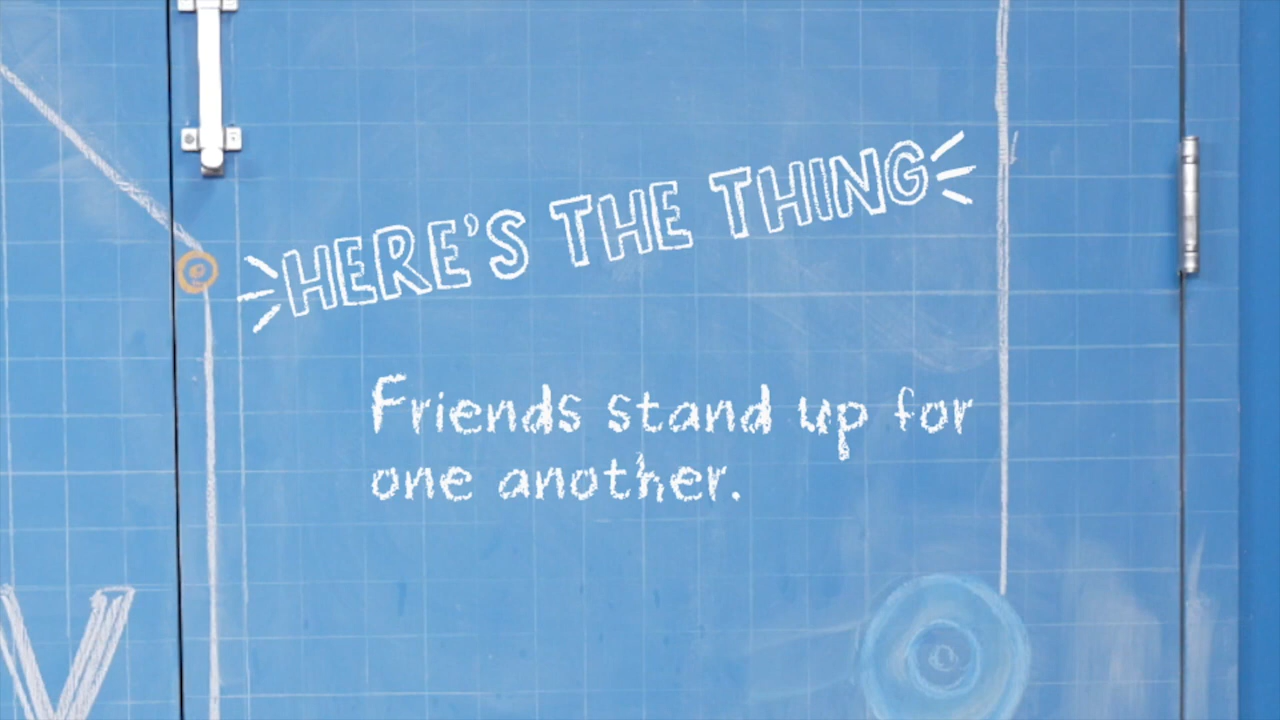 HERE'S THE THING
Friends stand up for
one another.
V